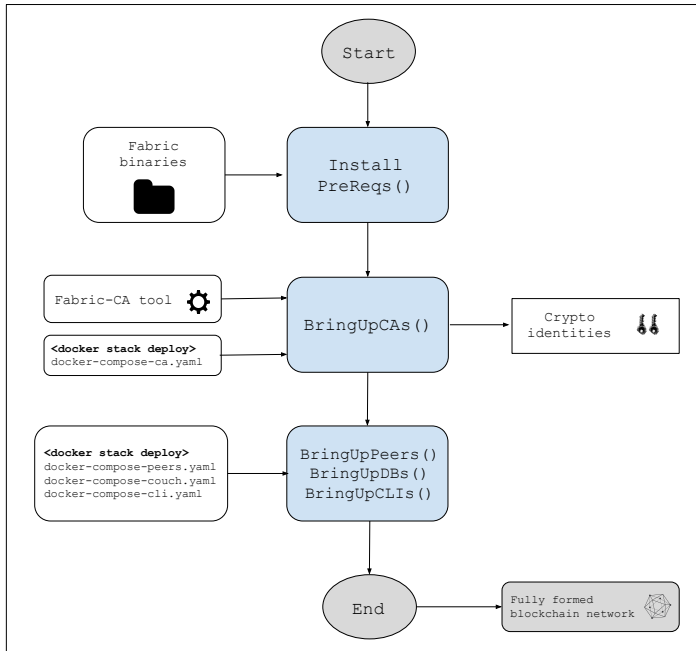 Start
Fabric
binaries
Install
PreReqs()
Fabric-CA tool
BringUpCAs()
Crypto
identities
<docker stack deploy>
docker-compose-ca.yaml
<docker stack deploy>
docker-compose-peers.yaml
docker-compose-couch.yaml
docker-compose-cli.yaml
BringUpPeers()
BringUpDBs()
BringUpCLIs()
End
Fully formed
blockchain network